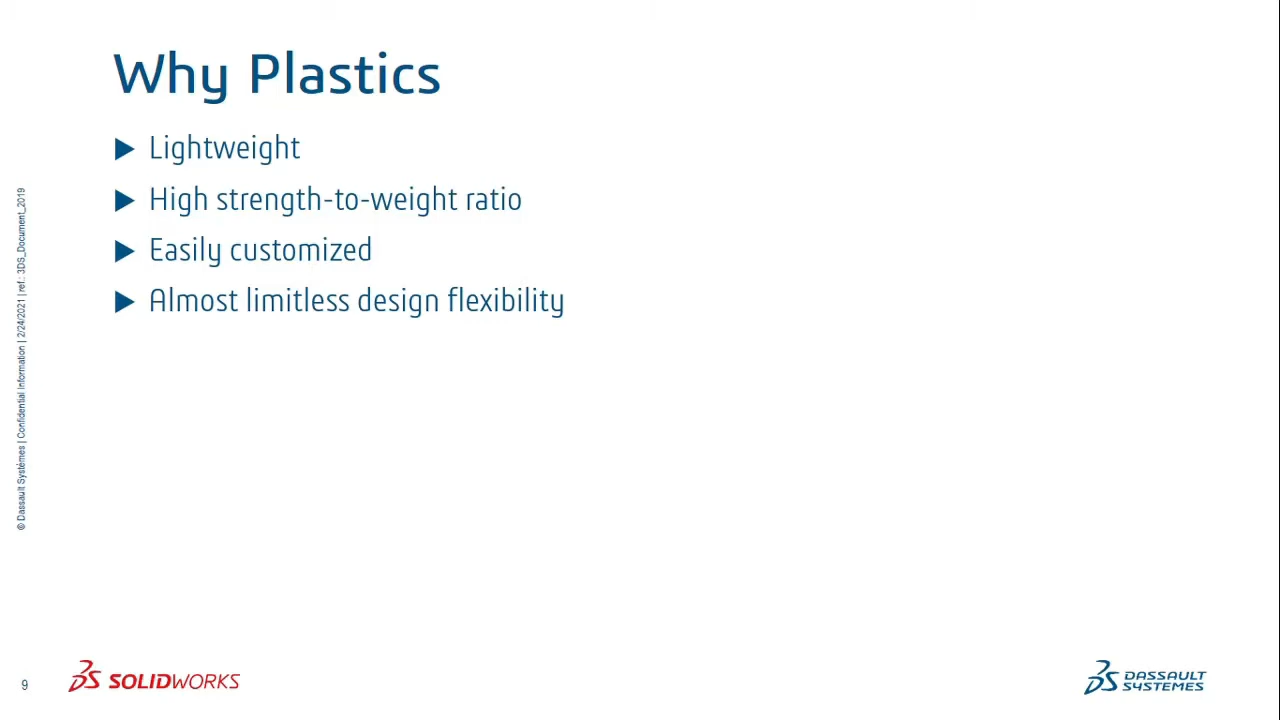 Why Plastics
Lightweight
High strength-to-weight ratio
Easily customized
Almost limitless design flexibility
© Dassault Systèmes | Confidential Information | 2/24/2021 | ref.: 3DS_Document_2019
9
SOLIDWORKS
DASSAULT
SYSTEMES